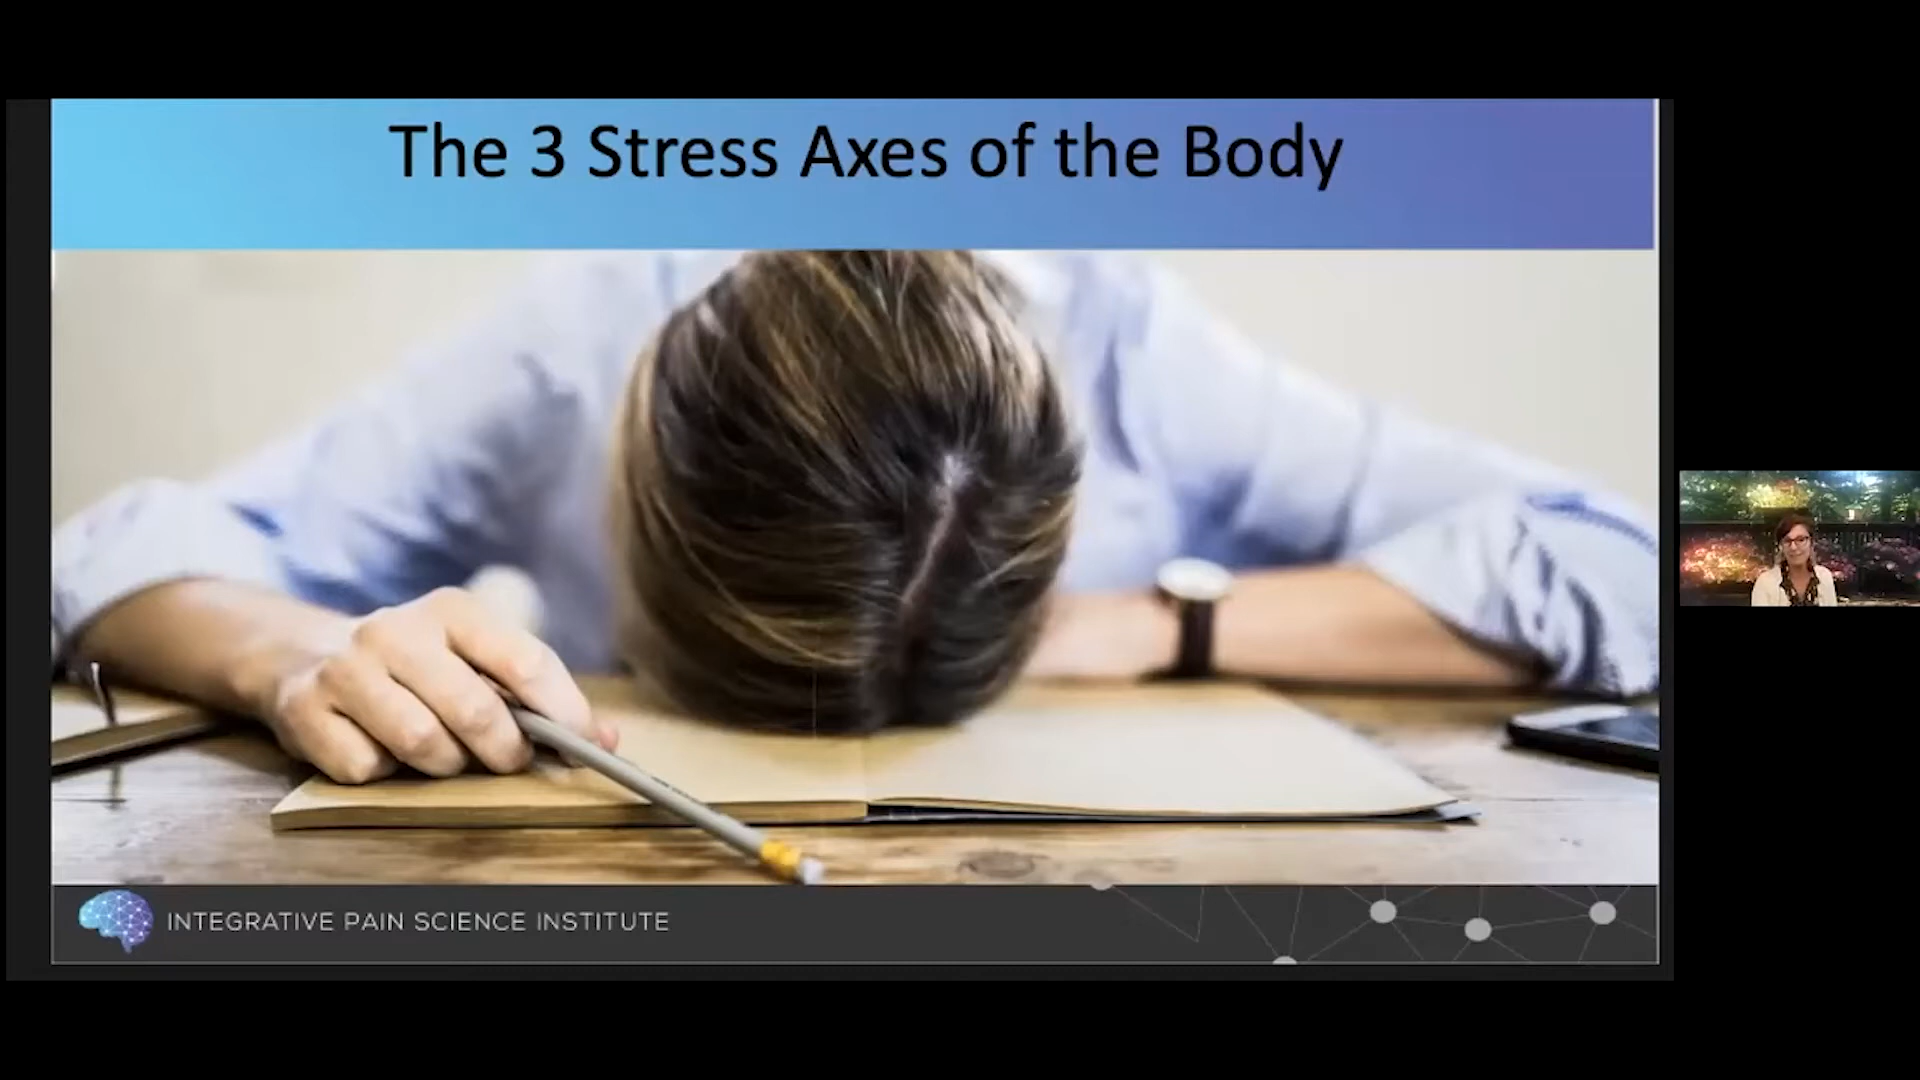 The 3 Stress Axes of the Body
INTEGRATIVE PAIN SCIENCE INSTITUTE